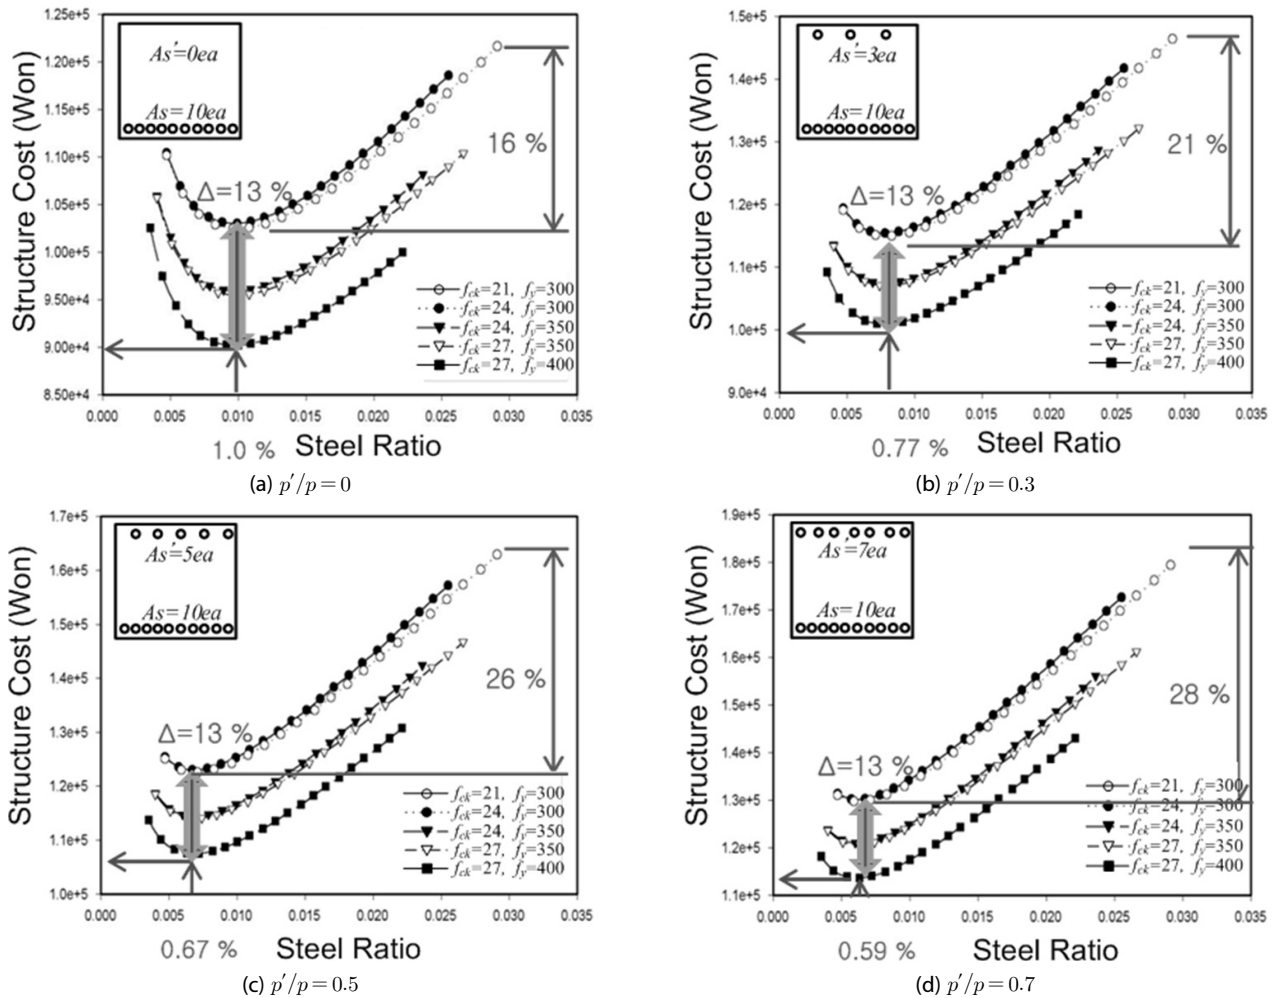 Structure Cost (Won)
1.25e+5
1.20e+5
1.15e+5
1.10e+5
1.05e+5
1.00e+5
9.50e+4
9.00e+4
8.50e+4
As'=0ea
As=10ea
16 %
Δ=13 %
fck=21, fy=300
fck=24, fy=300
fck=24, fy=350
fck=27, fy=350
fck=27, fy=400
0.000 0.005 0.010 0.015 0.020 0.025 0.030 0.035
1.0 % Steel Ratio
(a) p′/p = 0
Structure Cost (Won)
1.5e+5
1.4e+5
1.3e+5
1.2e+5
1.1e+5
1.0e+5
9.0e+4
As'=3ea
As=10ea
21 %
Δ=13 %
fck=21, fy=300
fck=24, fy=300
fck=24, fy=350
fck=27, fy=350
fck=27, fy=400
0.000 0.005 0.010 0.015 0.020 0.025 0.030 0.035
0.77 % Steel Ratio
(b) p′/p = 0.3
Structure Cost (Won)
1.7e+5
1.6e+5
1.5e+5
1.4e+5
1.3e+5
1.2e+5
1.1e+5
1.0e+5
As'=5ea
As=10ea
26 %
Δ=13 %
fck=21, fy=300
fck=24, fy=300
fck=24, fy=350
fck=27, fy=350
fck=27, fy=400
0.000 0.005 0.010 0.015 0.020 0.025 0.030 0.035
0.67 % Steel Ratio
(c) p′/p = 0.5
Structure Cost (Won)
1.9e+5
1.8e+5
1.7e+5
1.6e+5
1.5e+5
1.4e+5
1.3e+5
1.2e+5
1.1e+5
As'=7ea
As=10ea
28 %
Δ=13 %
fck=21, fy=300
fck=24, fy=300
fck=24, fy=350
fck=27, fy=350
fck=27, fy=400
0.000 0.005 0.010 0.015 0.020 0.025 0.030 0.035
0.59 % Steel Ratio
(d) p′/p = 0.7